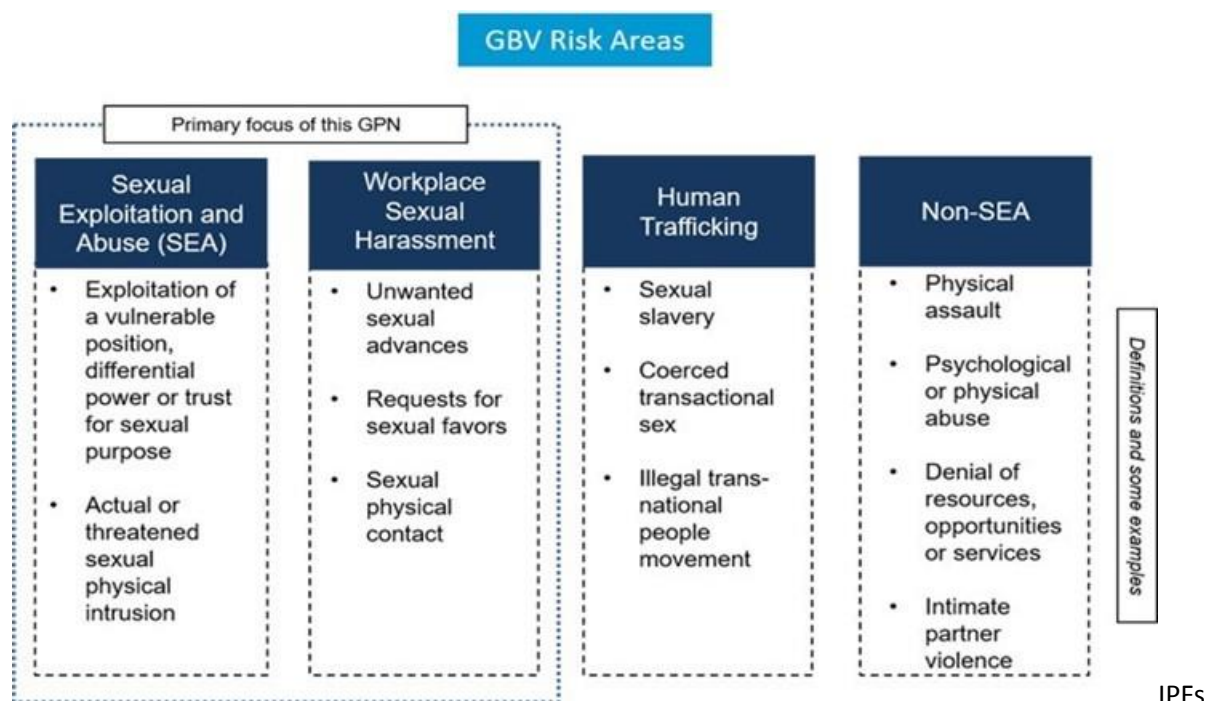 GBV Risk Areas
Primary focus of this GPN
Sexual
Exploitation and
Abuse (SEA)
• Exploitation of
a vulnerable
position,
differential
power or trust
for sexual
purpose
• Actual or
threatened
sexual
physical
intrusion
Workplace
Sexual
Harassment
• Unwanted
sexual
advances
• Requests for
sexual favors
• Sexual
physical
contact
Human
Trafficking
• Sexual
slavery
• Coerced
transactional
sex
• Illegal trans-
national
people
movement
Non-SEA
• Physical
assault
• Psychological
or physical
abuse
• Denial of
resources,
opportunities
or services
• Intimate
partner
violence
Definitions and some examples